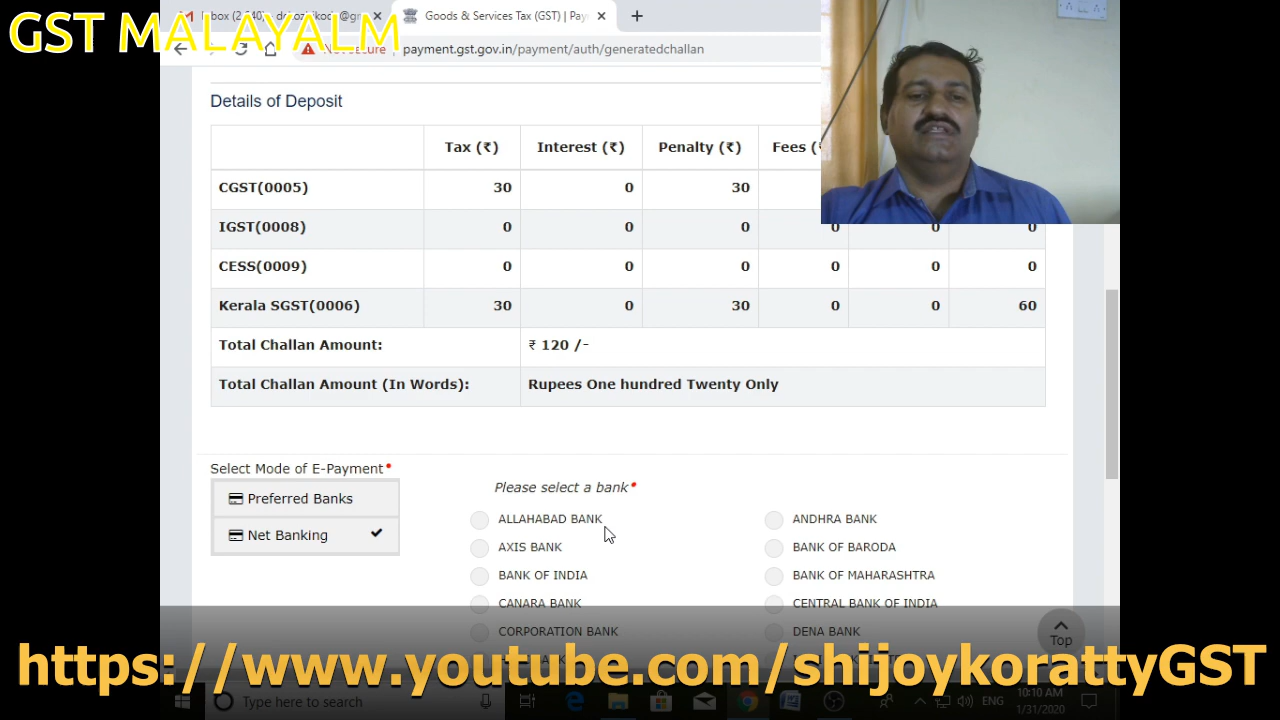 GST MALAYALM
Goods & Services Tax (GST) | Pay
payment.gst.gov.in/payment/auth/generatedchallan
Details of Deposit
Tax (₹) Interest (₹) Penalty (₹) Fees (₹
CGST(0005) 30 0 30
IGST(0008) 0 0 0 0 0 0
CESS(0009) 0 0 0 0 0 0
Kerala SGST(0006) 30 0 30 0 0 60
Total Challan Amount: ₹ 120 /-
Total Challan Amount (In Words): Rupees One hundred Twenty Only
Select Mode of E-Payment•
Preferred Banks
Net Banking
Please select a bank•
ALLAHABAD BANK ANDHRA BANK
AXIS BANK BANK OF BARODA
BANK OF INDIA BANK OF MAHARASHTRA
CANARA BANK CENTRAL BANK OF INDIA
CORPORATION BANK DENA BANK
Top
https://www.youtube.com/shijoykorattyGST
Type here to search
ENG
10:10 AM
1/31/2020